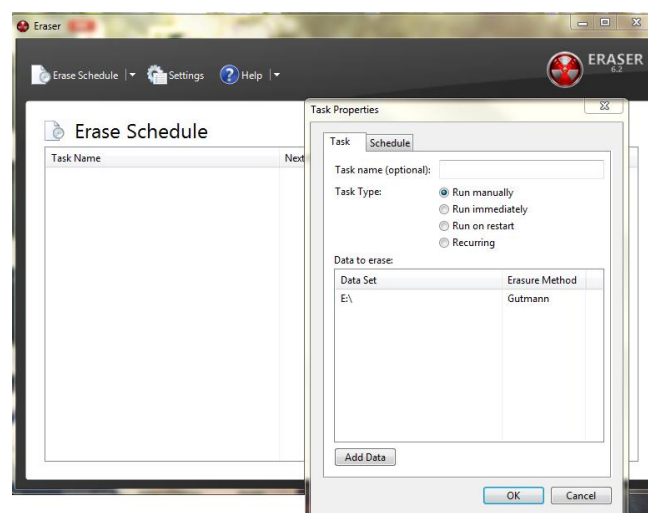 Eraser
ERASER
6.2
Erase Schedule
Settings
Help
Erase Schedule
Task Name
Next
Task Properties
Task
Schedule
Task name (optional):
Task Type:
Run manually
Run immediately
Run on restart
Recurring
Data to erase:
Data Set
Erasure Method
E:\
Gutmann
Add Data
OK
Cancel